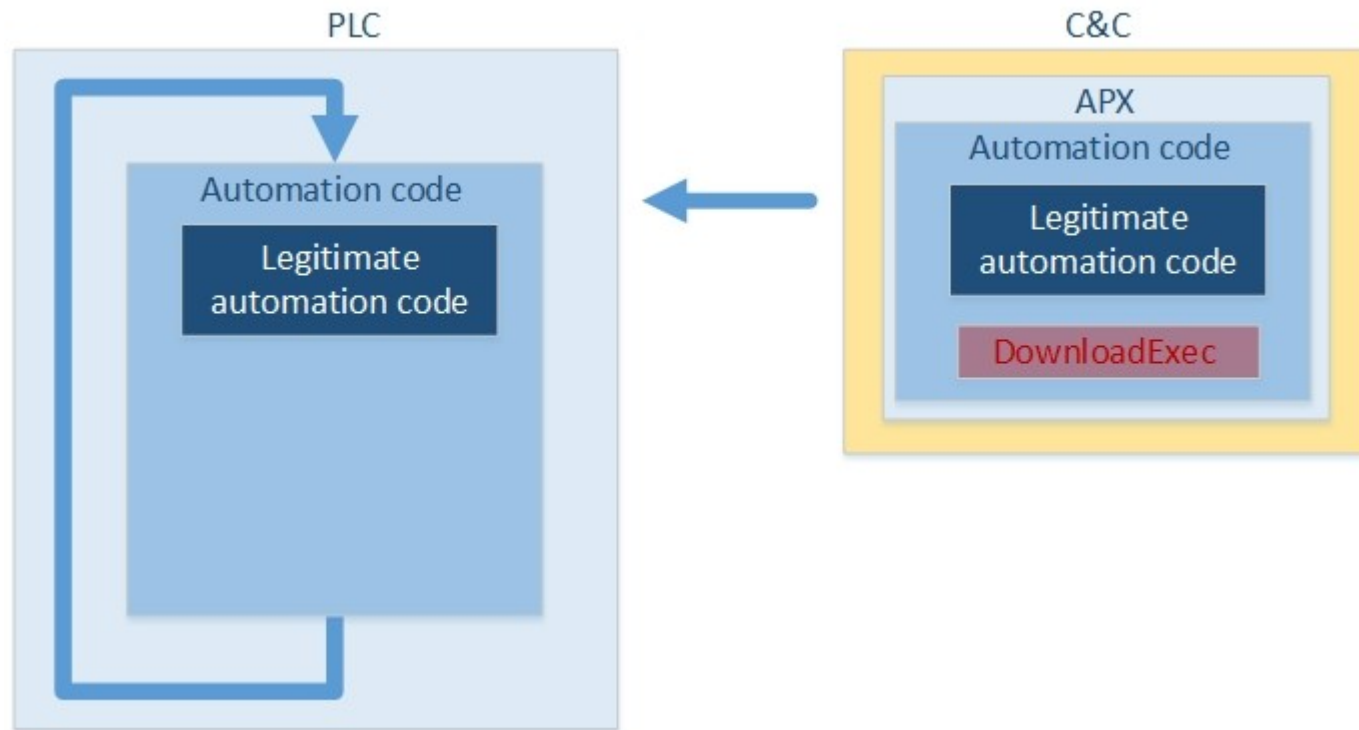 PLC
Automation code
Legitimate
automation code
C&C
APX
Automation code
Legitimate
automation code
DownloadExec